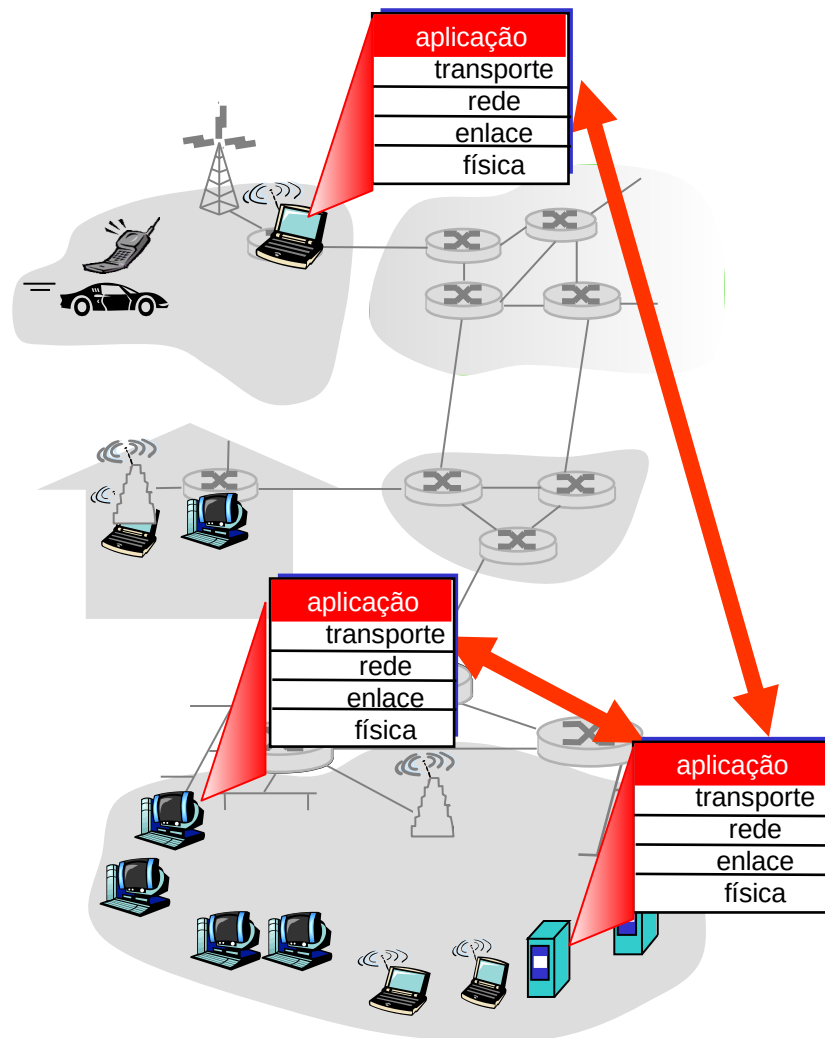 aplicação
transporte
rede
enlace
física
aplicação
transporte
rede
enlace
física
aplicação
transporte
rede
enlace
física